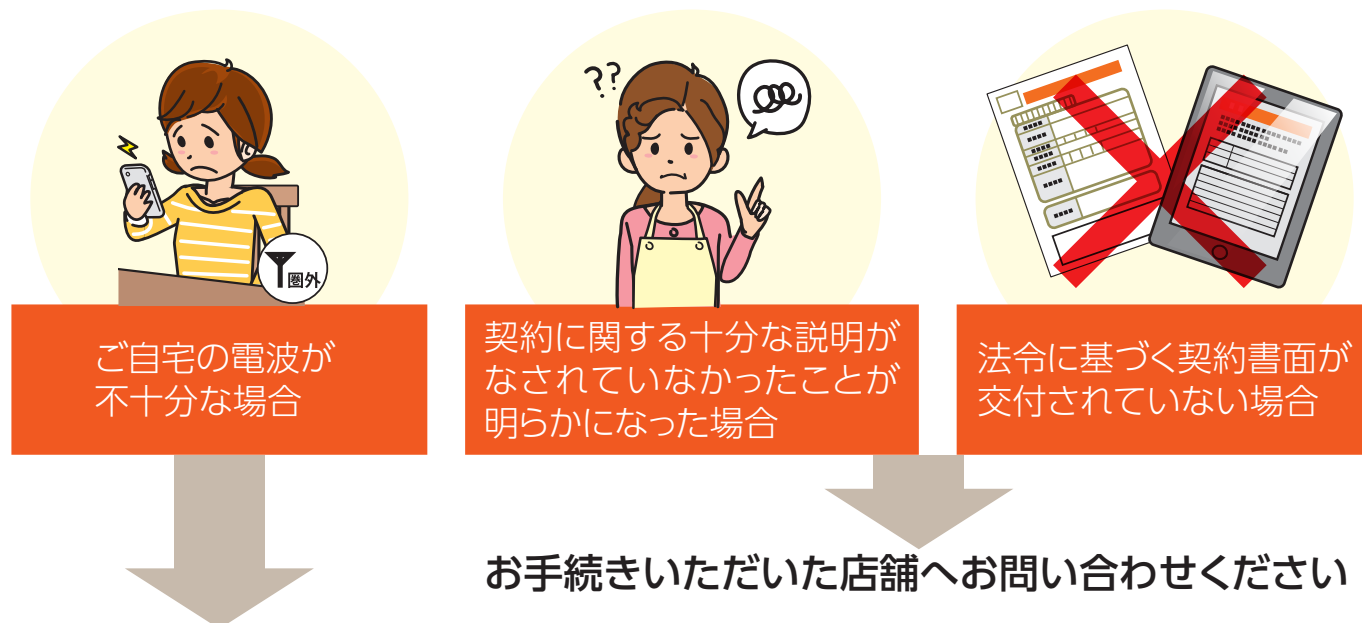 ??
圏外
ご自宅の電波が
不十分な場合
契約に関する十分な説明が
なされていなかったことが
明らかになった場合
法令に基づく契約書面が
交付されていない場合
お手続きいただいた店舗へお問い合わせください